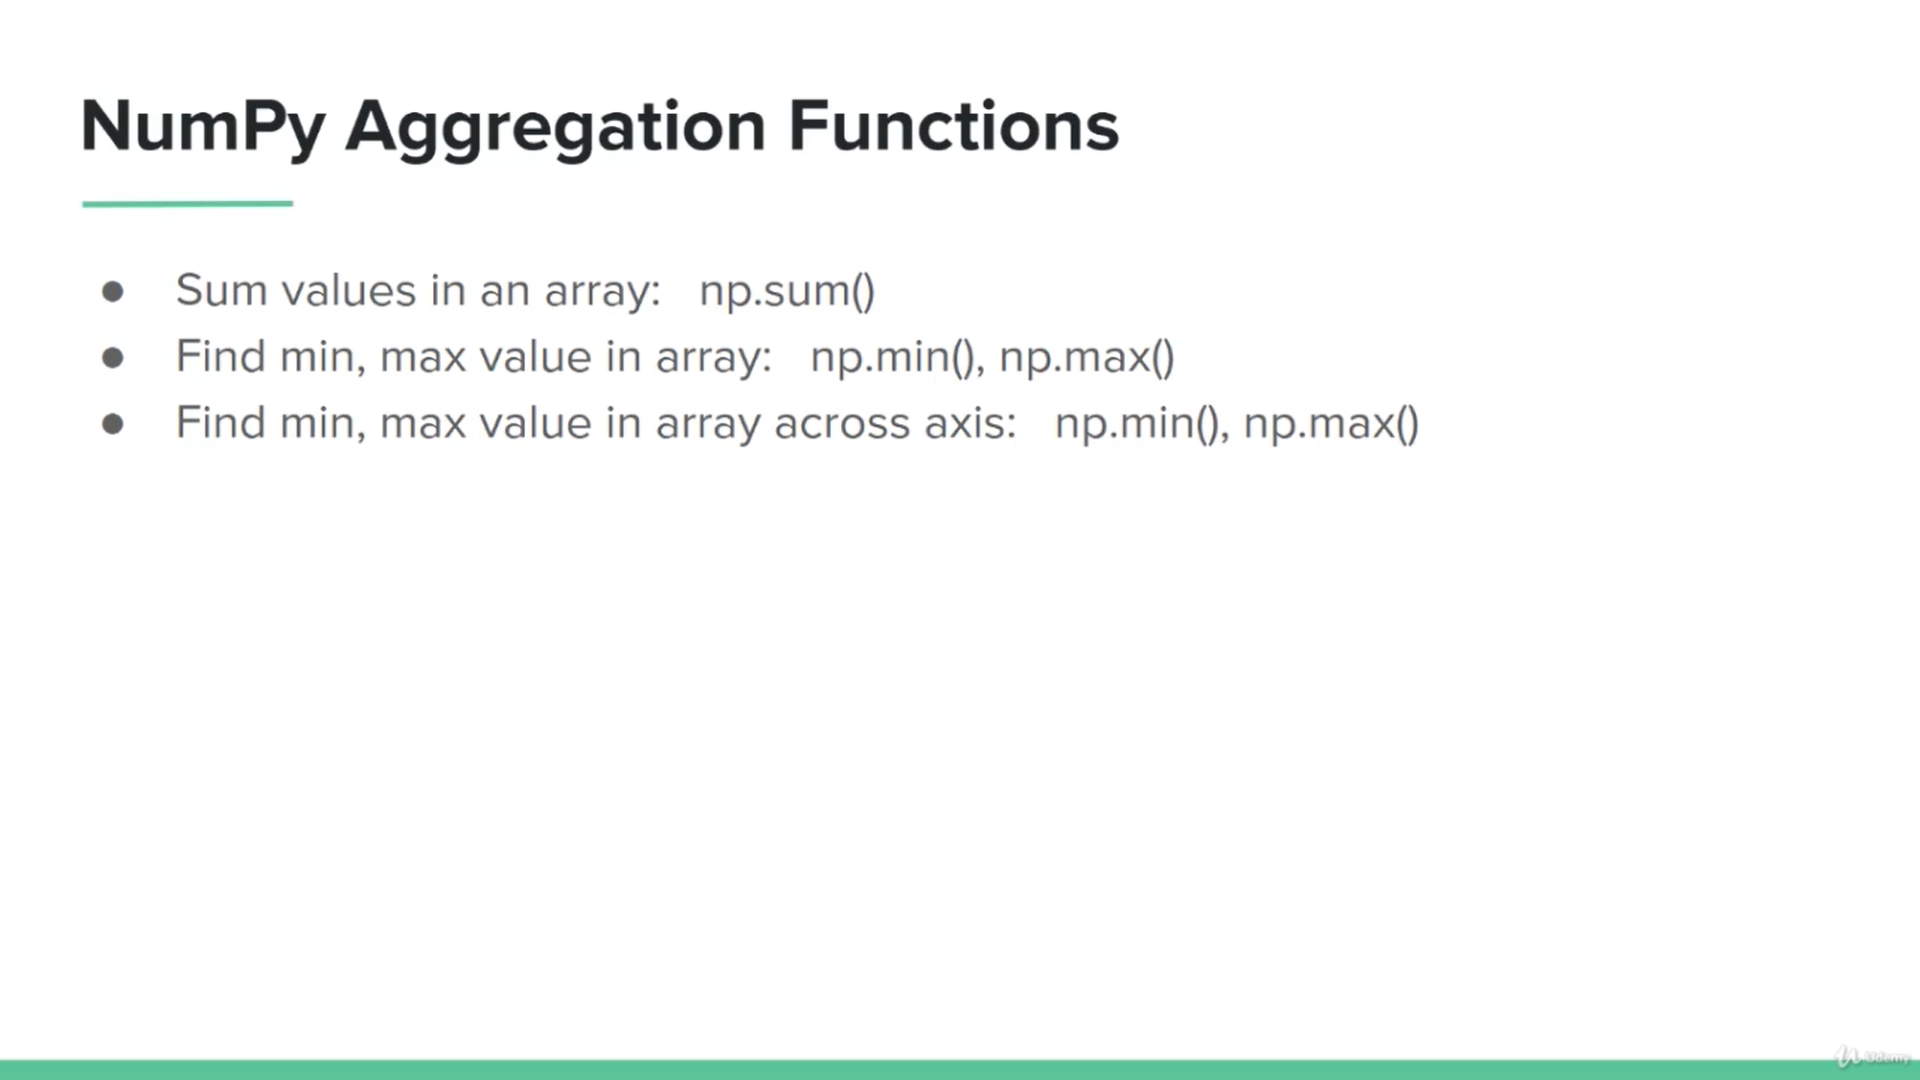 NumPy Aggregation Functions
● Sum values in an array: np.sum()
● Find min, max value in array: np.min(), np.max()
● Find min, max value in array across axis: np.min(), np.max()
Udemy